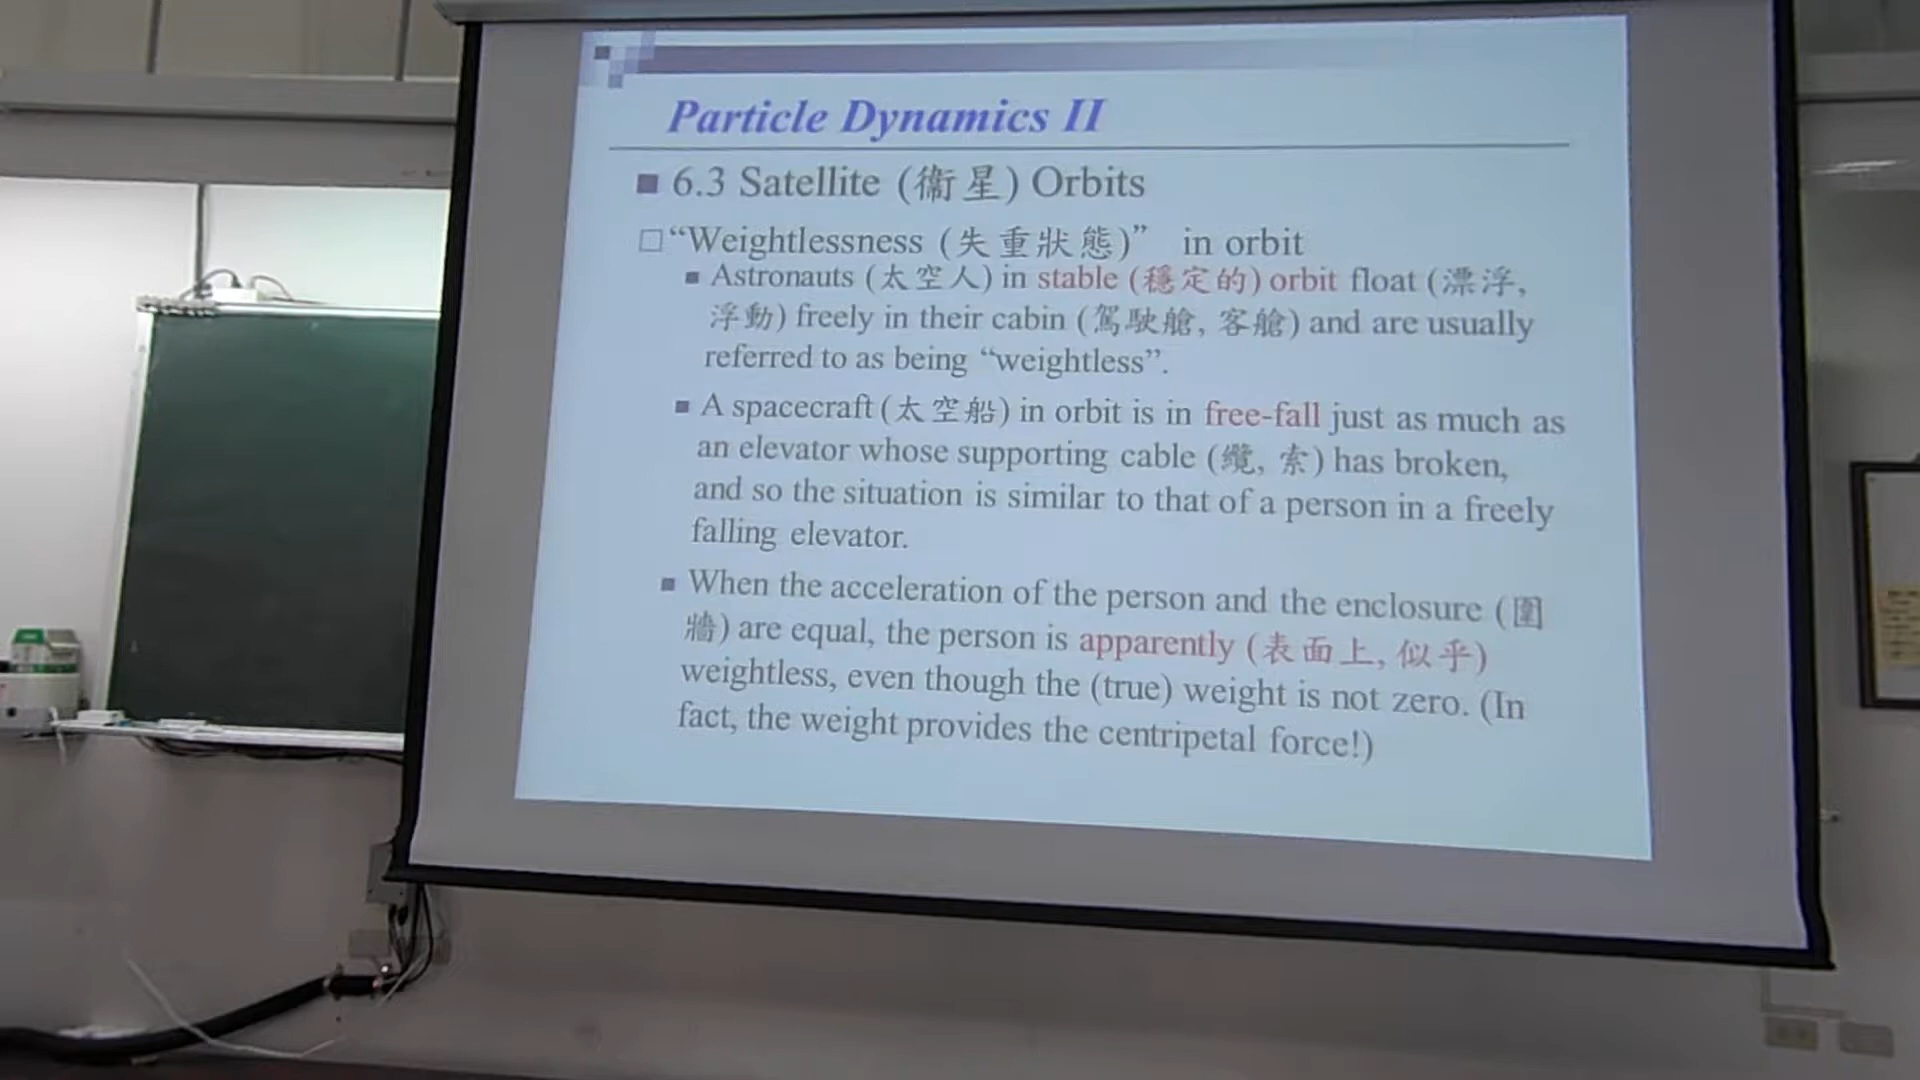 Particle Dynamics II
6.3 Satellite (衛星) Orbits
“Weightlessness (失重狀態)” in orbit
Astronauts (太空人) in stable (穩定的) orbit float (漂浮,
浮動) freely in their cabin (駕駛艙, 客艙) and are usually
referred to as being “weightless”.
A spacecraft (太空船) in orbit is in free-fall just as much as
an elevator whose supporting cable (纜, 索) has broken,
and so the situation is similar to that of a person in a freely
falling elevator.
When the acceleration of the person and the enclosure (圍
牆) are equal, the person is apparently (表面上, 似乎)
weightless, even though the (true) weight is not zero. (In
fact, the weight provides the centripetal force!)